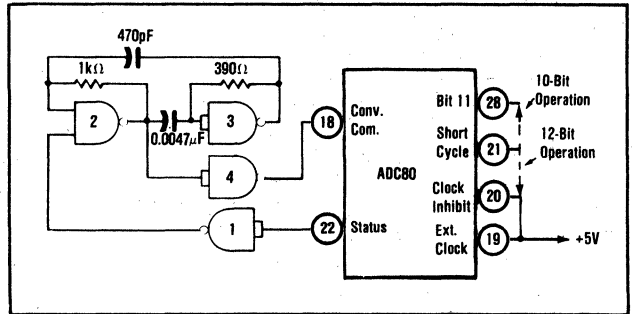 470pF
1kΩ
390Ω
2
0.0047μF
3
4
1
18
Conv.
Com.
22
Status
ADC80
Bit 11
28
Short
Cycle
21
Clock
Inhibit
20
Ext.
Clock
19
10-Bit
Operation
12-Bit
Operation
+5V